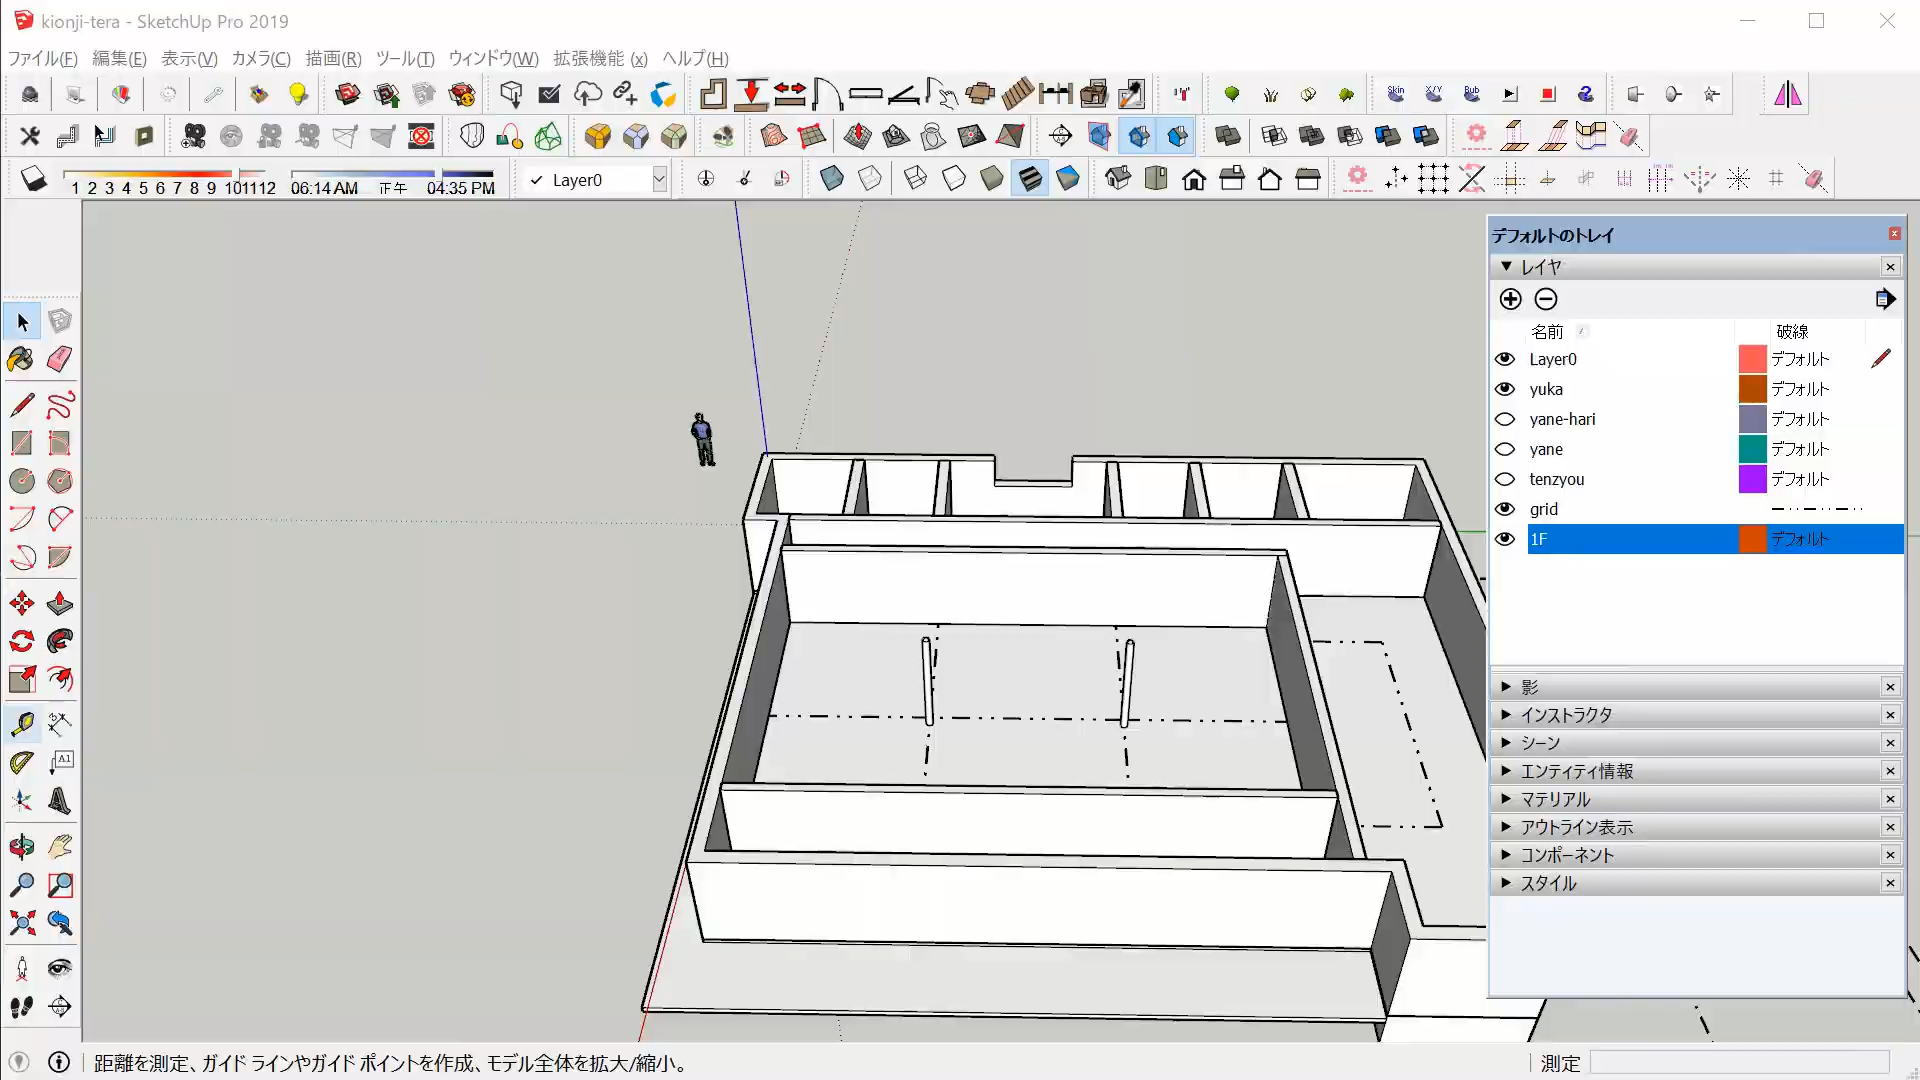 kionji-tera - SketchUp Pro 2019
ファイル(F) 編集(E) 表示(V) カメラ(C) 描画(R) ツール(T) ウィンドウ(W) 拡張機能 (x) ヘルプ(H)
Skin X/Y Bub
1 2 3 4 5 6 7 8 9 10 11 12 06:14 AM 正午 04:35 PM Layer0
デフォルトのトレイ
レイヤ
名前 破線
Layer0 デフォルト
yuka デフォルト
yane-hari デフォルト
yane デフォルト
tenzyou デフォルト
grid
1F デフォルト
影
インストラクタ
シーン
エンティティ情報
マテリアル
アウトライン表示
コンポーネント
スタイル
A1
距離を測定、ガイド ラインやガイド ポイントを作成、モデル全体を拡大/縮小。
測定